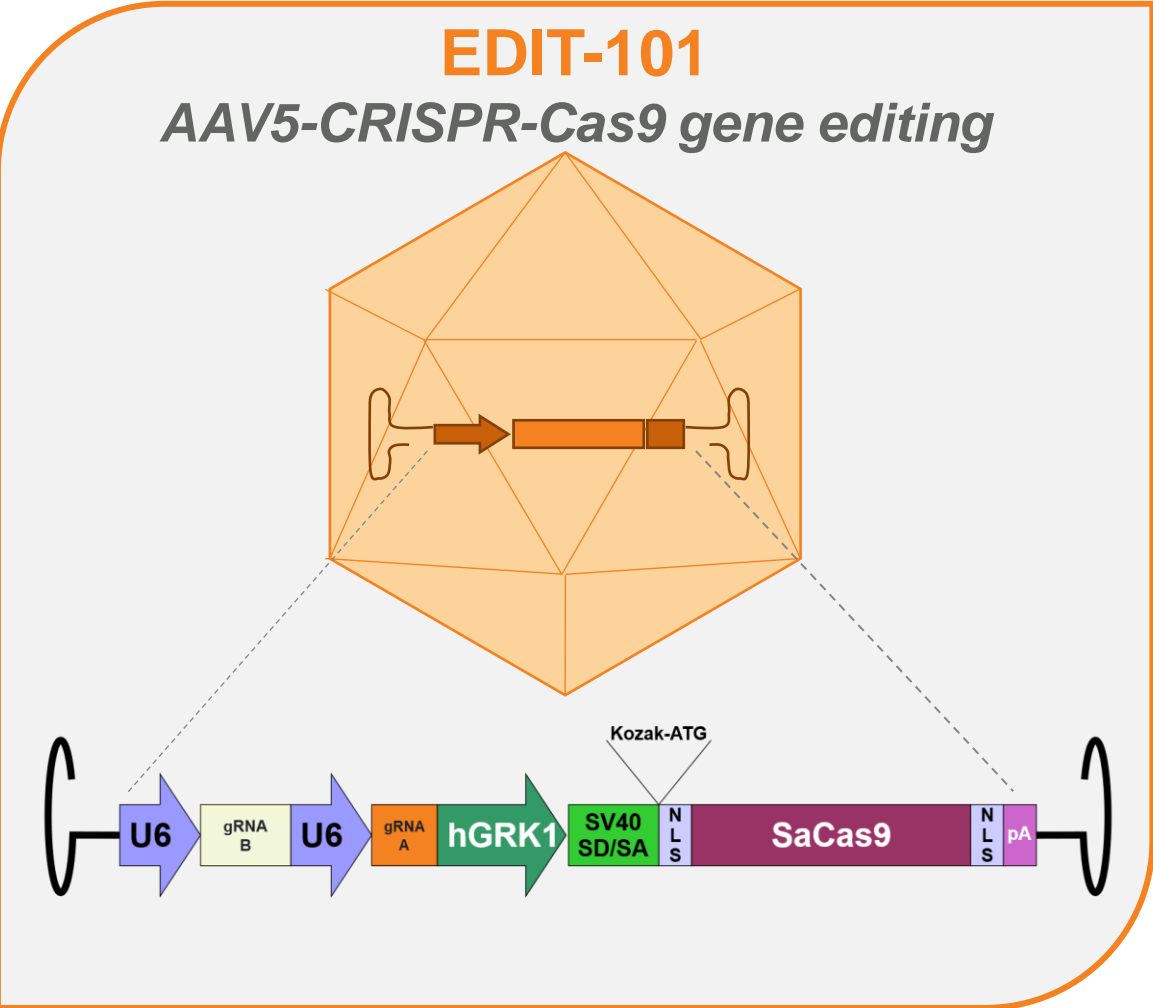 EDIT-101
AAV5-CRISPR-Cas9 gene editing
Kozak-ATG
U6
gRNA
B
U6
gRNA
A
hGRK1
SV40
SD/SA
N
L
S
SaCas9
N
L
S
pA